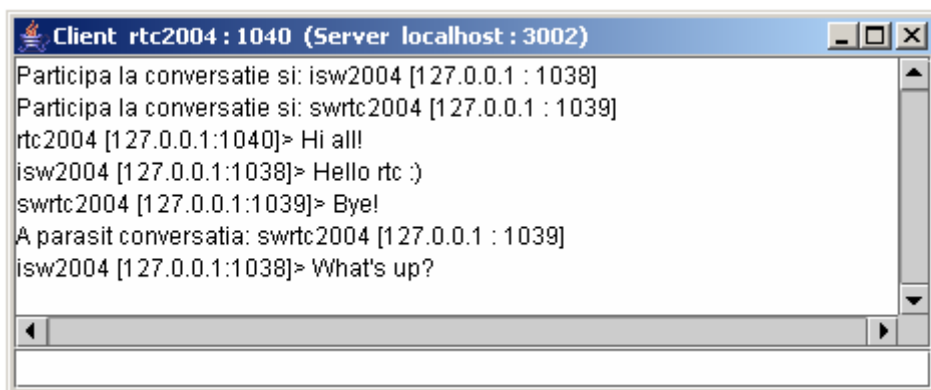 Client rtc2004 : 1040 (Server localhost : 3002)
Participa la conversatie si: isw2004 [127.0.0.1 : 1038]
Participa la conversatie si: swrtc2004 [127.0.0.1 : 1039]
rtc2004 [127.0.0.1:1040]> Hi all!
isw2004 [127.0.0.1:1038]> Hello rtc :)
swrtc2004 [127.0.0.1:1039]> Bye!
A parasit conversatia: swrtc2004 [127.0.0.1 : 1039]
isw2004 [127.0.0.1:1038]> What's up?